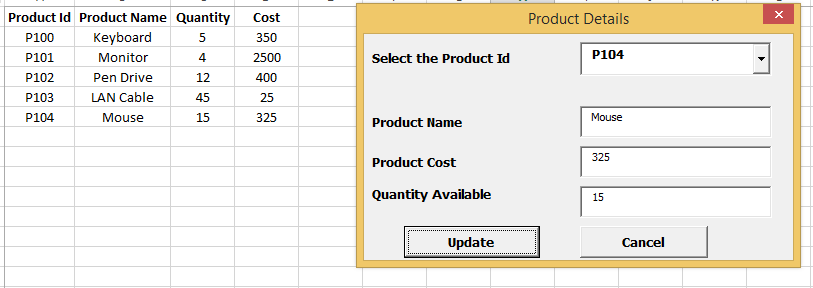 Product Id Product Name Quantity Cost
P100 Keyboard 5 350
P101 Monitor 4 2500
P102 Pen Drive 12 400
P103 LAN Cable 45 25
P104 Mouse 15 325
Product Details
Select the Product Id P104
Product Name Mouse
Product Cost 325
Quantity Available 15
Update Cancel